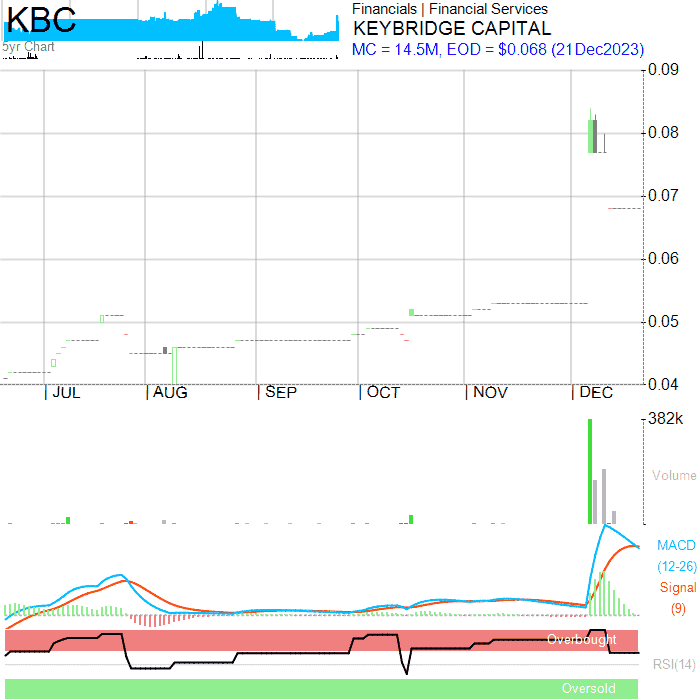 KBC
5yr Chart
Financials | Financial Services
KEYBRIDGE CAPITAL
MC = 14.5M, EOD = $0.068 (21Dec2023)
0.09
0.08
0.07
0.06
0.05
0.04
JUL AUG SEP OCT NOV DEC
382k
Volume
MACD
(12-26)
Signal
(9)
Overbought
RSI(14)
Oversold